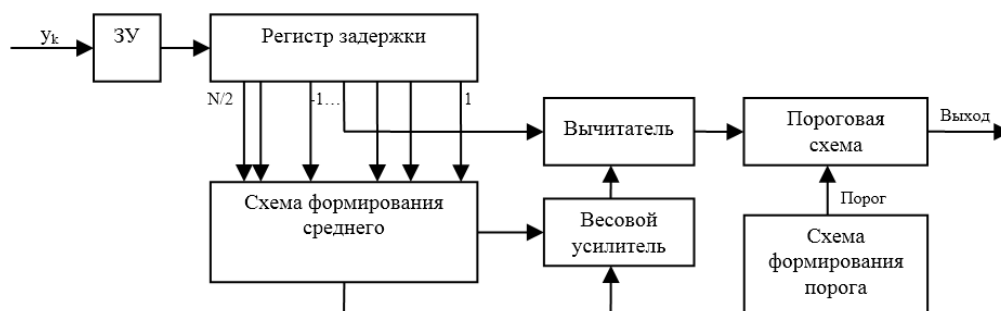 yk
ЗУ
Регистр задержки
N/2
-1...
1
Вычитатель
Пороговая
схема
Выход
Схема формирования
среднего
Весовой
усилитель
Порог
Схема
формирования
порога